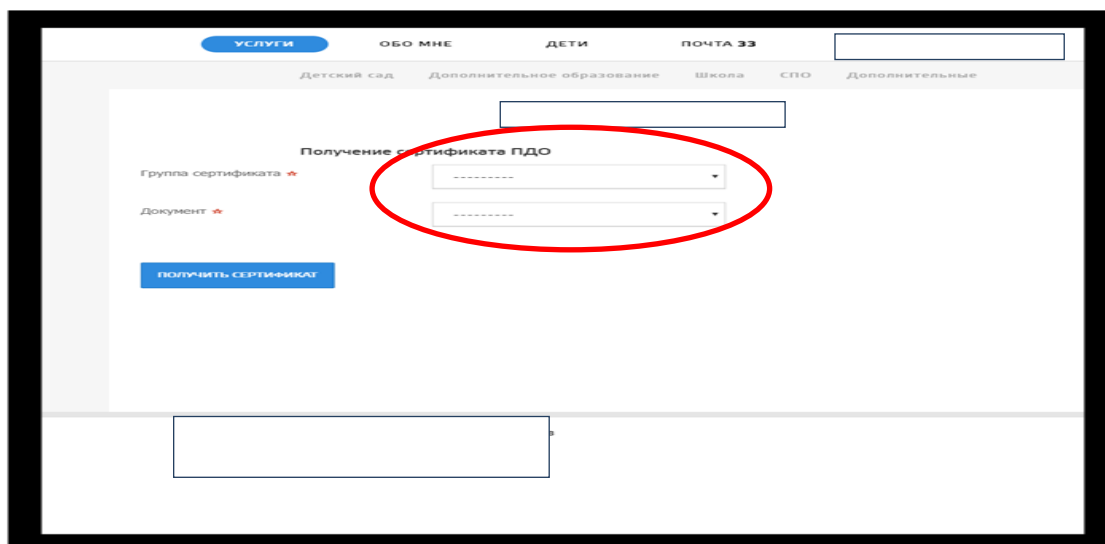 УСЛУГИ ОБО МНЕ ДЕТИ ПОЧТА 33
Детский сад Дополнительное образование Школа СПО Дополнительные
Получение сертификата ПДО
Группа сертификата * ---------
Документ * ---------
ПОЛУЧИТЬ СЕРТИФИКАТ